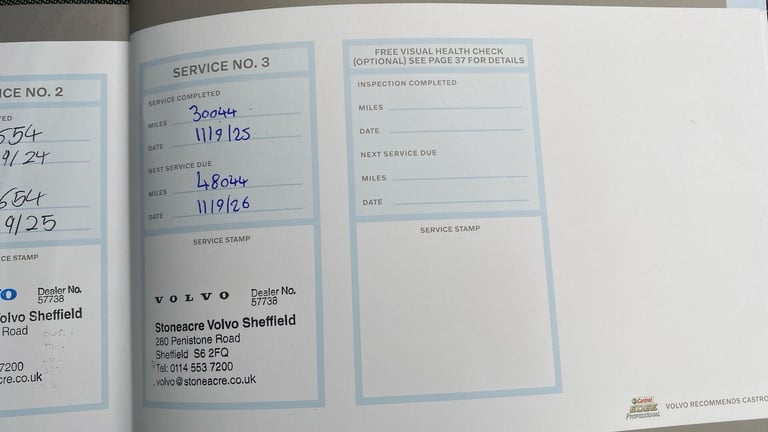 ICE NO. 2
TED
554
9/24
654
9/25
CE STAMP
O Dealer No.
57738
olvo Sheffield
Road
7200
cre.co.uk
SERVICE NO. 3
SERVICE COMPLETED
MILES 30044
DATE 11/9/25
NEXT SERVICE DUE
MILES 48044
DATE 11/9/26
SERVICE STAMP
VOLVO Dealer No.
57738
Stoneacre Volvo Sheffield
280 Penistone Road
Sheffield S6 2FQ
Tel: 0114 553 7200
volvo@stoneacre.co.uk
FREE VISUAL HEALTH CHECK
(OPTIONAL) SEE PAGE 37 FOR DETAILS
INSPECTION COMPLETED
MILES
DATE
NEXT SERVICE DUE
MILES
DATE
SERVICE STAMP
Castrol
EDGE
PROFESSIONAL
VOLVO RECOMMENDS CASTRO